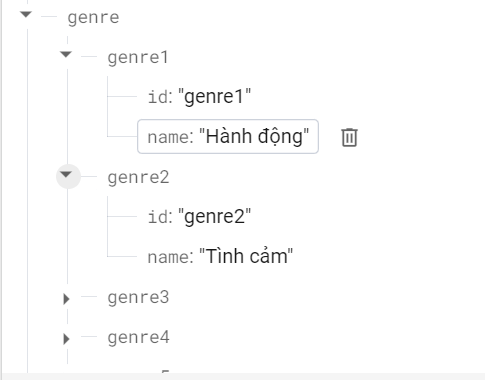 genre
genre1
id: "genre1"
name: "Hành động"
genre2
id: "genre2"
name: "Tình cảm"
genre3
genre4